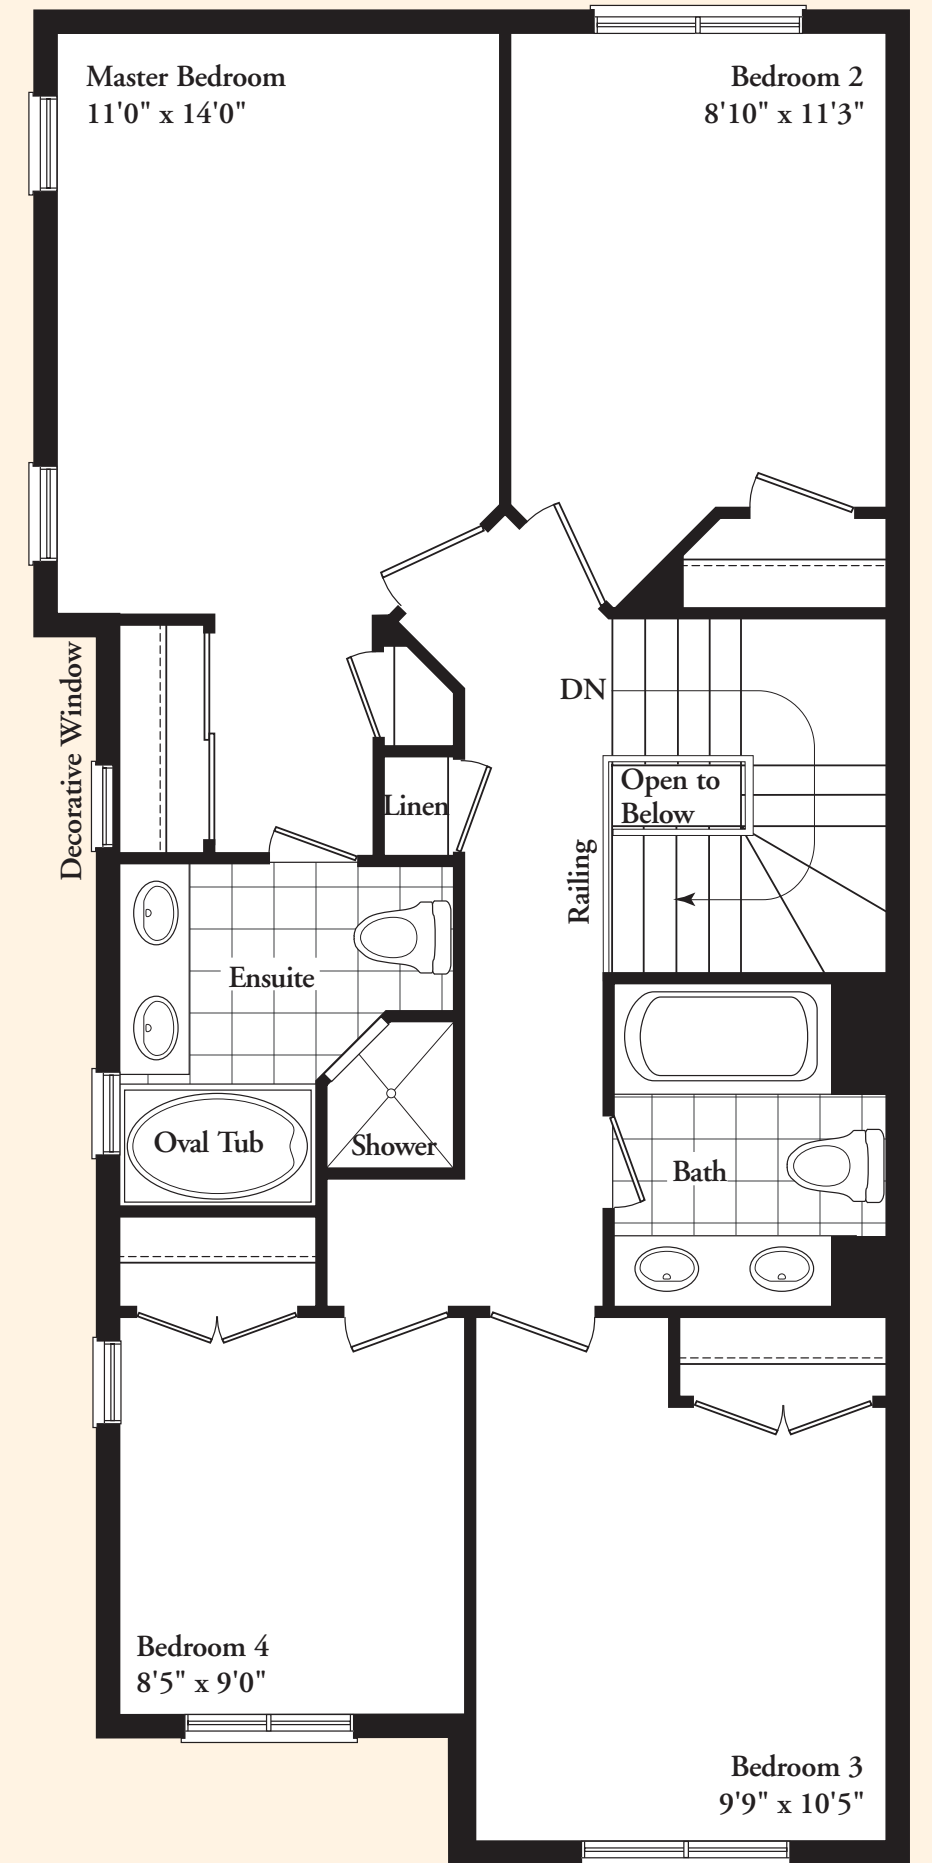 Master Bedroom
11'0" x 14'0"
Bedroom 2
8'10" x 11'3"
Decorative Window
DN
Open to
Below
Linen
Railing
Ensuite
Oval Tub
Shower
Bath
Bedroom 4
8'5" x 9'0"
Bedroom 3
9'9" x 10'5"